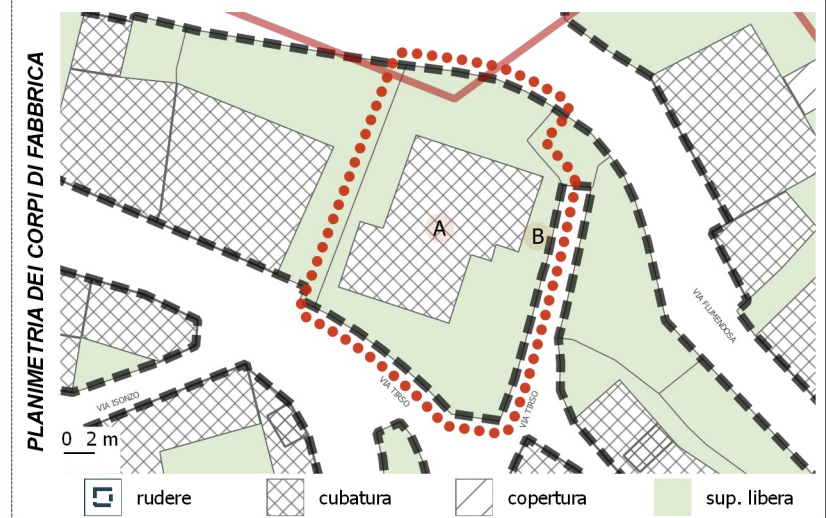 PLANIMETRIA DEI CORPI DI FABBRICA
A
B
VIA FLUMENDOSA
VIA TIRSO
VIA TIRSO
VIA ISONZO
0 2 m
rudere
cubatura
copertura
sup. libera